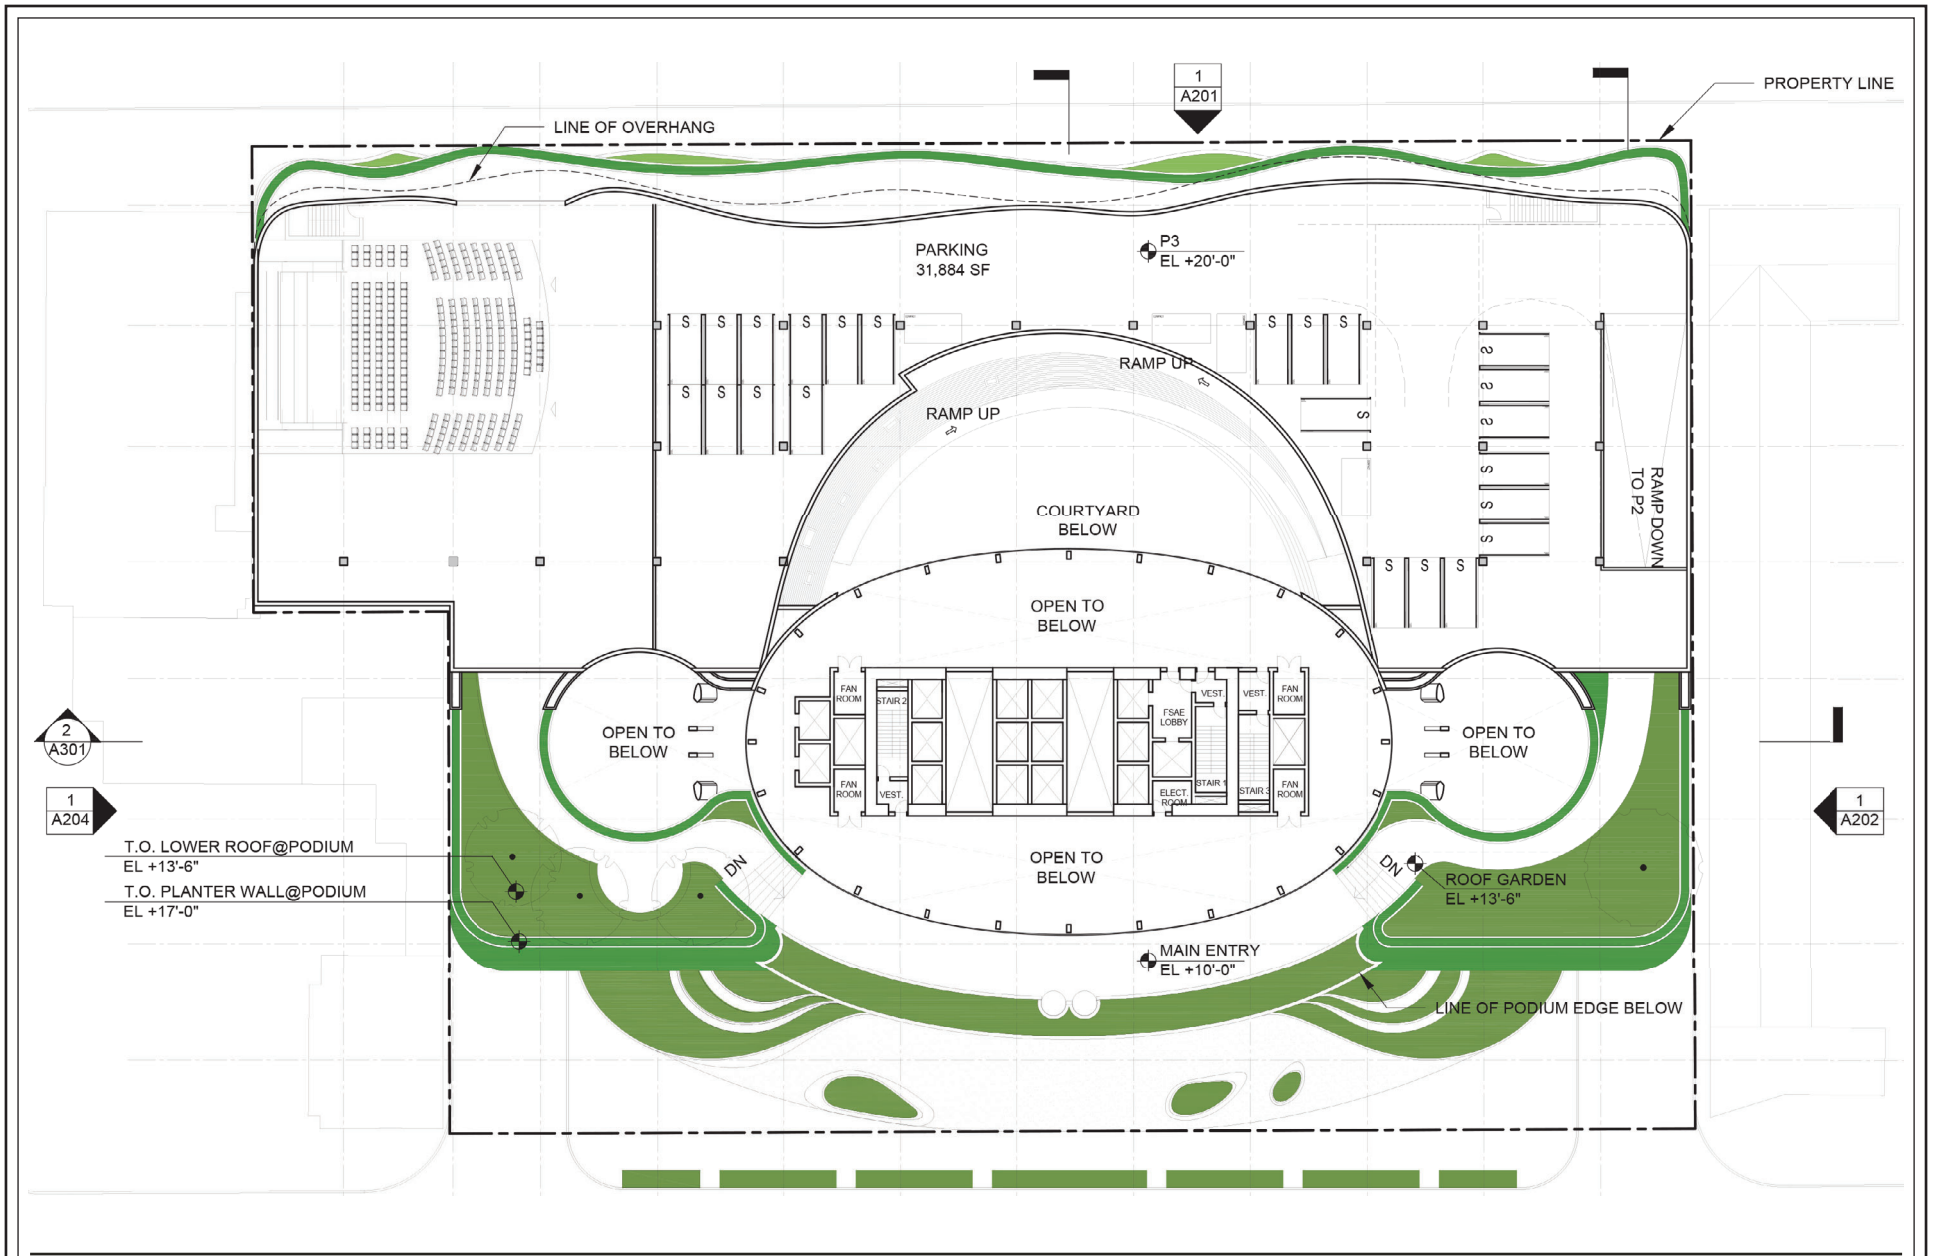 1
A201
PROPERTY LINE
LINE OF OVERHANG
PARKING
31,884 SF
P3
EL +20'-0"
S S S S S S S S S
S S S S
S
S
S
S
S
S
S
S S S
RAMP UP
RAMP UP
RAMP DOWN
TO P2
COURTYARD
BELOW
OPEN TO
BELOW
FAN
ROOM
STAIR 2
VEST.
VEST.
FAN
ROOM
FSAE
LOBBY
2
A301
OPEN TO
BELOW
OPEN TO
BELOW
FAN
ROOM
VEST.
ELECT.
ROOM
STAIR 1
STAIR 3
FAN
ROOM
1
A204
1
A202
T.O. LOWER ROOF@PODIUM
EL +13'-6"
T.O. PLANTER WALL@PODIUM
EL +17'-0"
DN
OPEN TO
BELOW
DN
ROOF GARDEN
EL +13'-6"
MAIN ENTRY
EL +10'-0"
LINE OF PODIUM EDGE BELOW